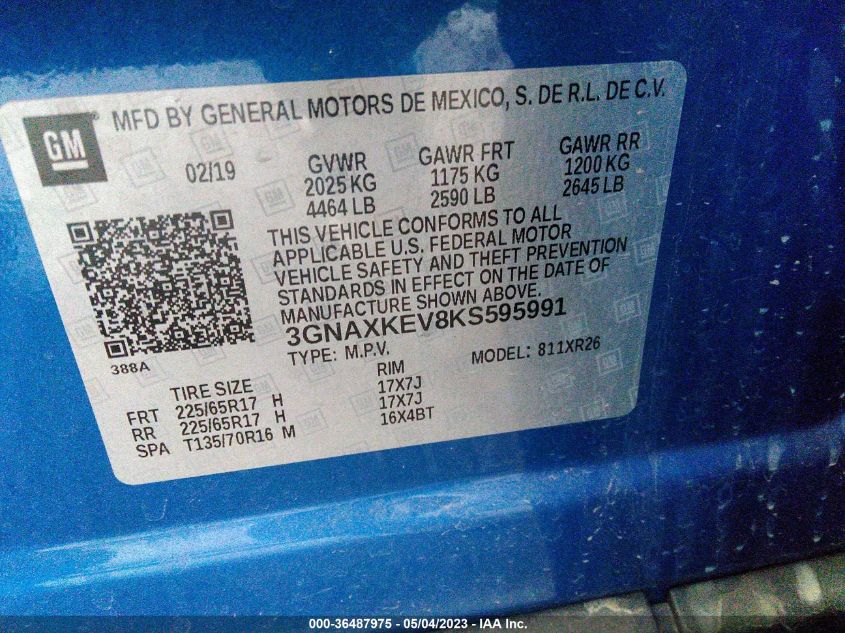 GM ® MFD BY GENERAL MOTORS DE MEXICO, S. DE R.L. DE C.V.
02/19 GVWR GAWR FRT GAWR RR
2025 KG 1175 KG 1200 KG
4464 LB 2590 LB 2645 LB
THIS VEHICLE CONFORMS TO ALL
APPLICABLE U.S. FEDERAL MOTOR
VEHICLE SAFETY AND THEFT PREVENTION
STANDARDS IN EFFECT ON THE DATE OF
MANUFACTURE SHOWN ABOVE.
3GNAXKEV8KS595991
388A TYPE: M.P.V. MODEL: 811XR26
TIRE SIZE RIM
FRT 225/65R17 H 17X7J
RR 225/65R17 H 17X7J
SPA T135/70R16 M 16X4BT
000-36487975 - 05/04/2023 - IAA Inc.